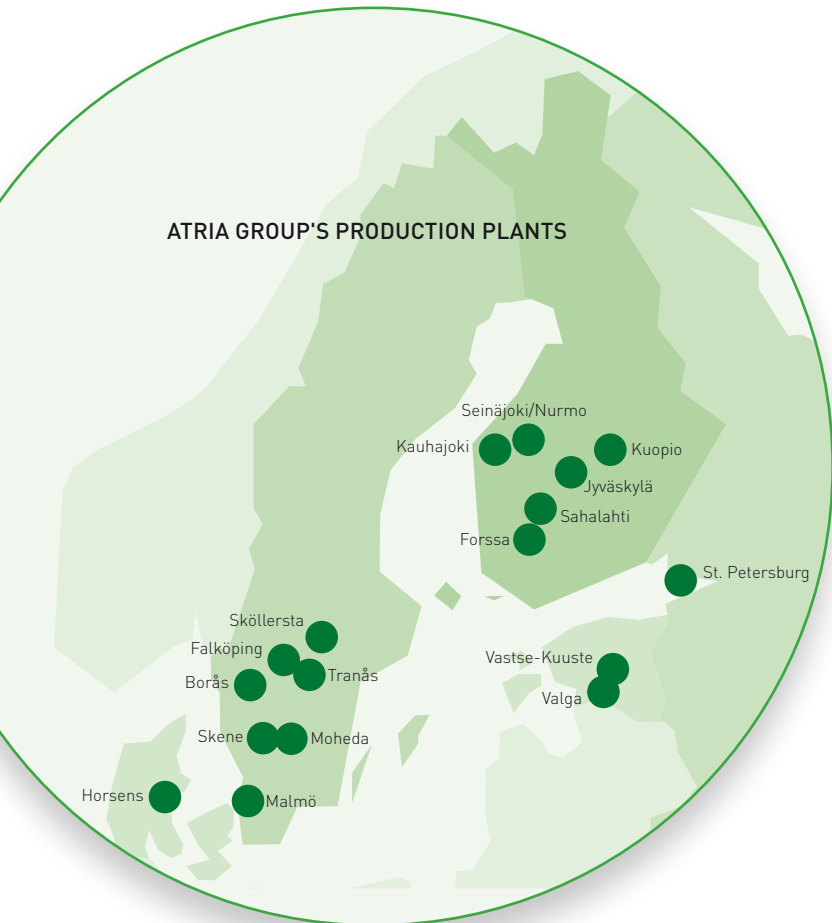 ATRIA GROUP'S PRODUCTION PLANTS
Seinäjoki/Nurmo
Kauhajoki
Kuopio
Jyväskylä
Sahalahti
Forssa
St. Petersburg
Sköllersta
Falköping
Vastse-Kuuste
Tranås
Borås
Valga
Skene
Moheda
Horsens
Malmö